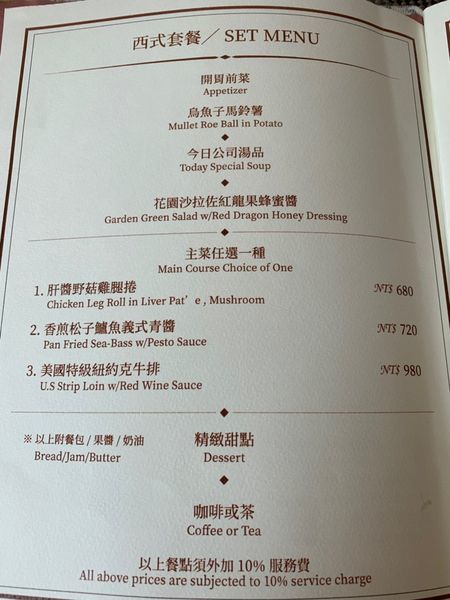 西式套餐／ SET MENU
開胃前菜
Appetizer
烏魚子馬鈴薯
Mullet Roe Ball in Potato
今日公司湯品
Today Special Soup
花園沙拉佐紅龍果蜂蜜醬
Garden Green Salad w/Red Dragon Honey Dressing
主菜任選一種
Main Course Choice of One
1. 肝醬野菇雞腿捲 NT$ 680
Chicken Leg Roll in Liver Pat’e , Mushroom
2. 香煎松子鱸魚義式青醬 NT$ 720
Pan Fried Sea-Bass w/Pesto Sauce
3. 美國特級紐約克牛排 NT$ 980
U.S Strip Loin w/Red Wine Sauce
※ 以上附餐包 / 果醬 / 奶油
Bread/Jam/Butter
精緻甜點
Dessert
咖啡或茶
Coffee or Tea
以上餐點須外加 10% 服務費
All above prices are subjected to 10% service charge